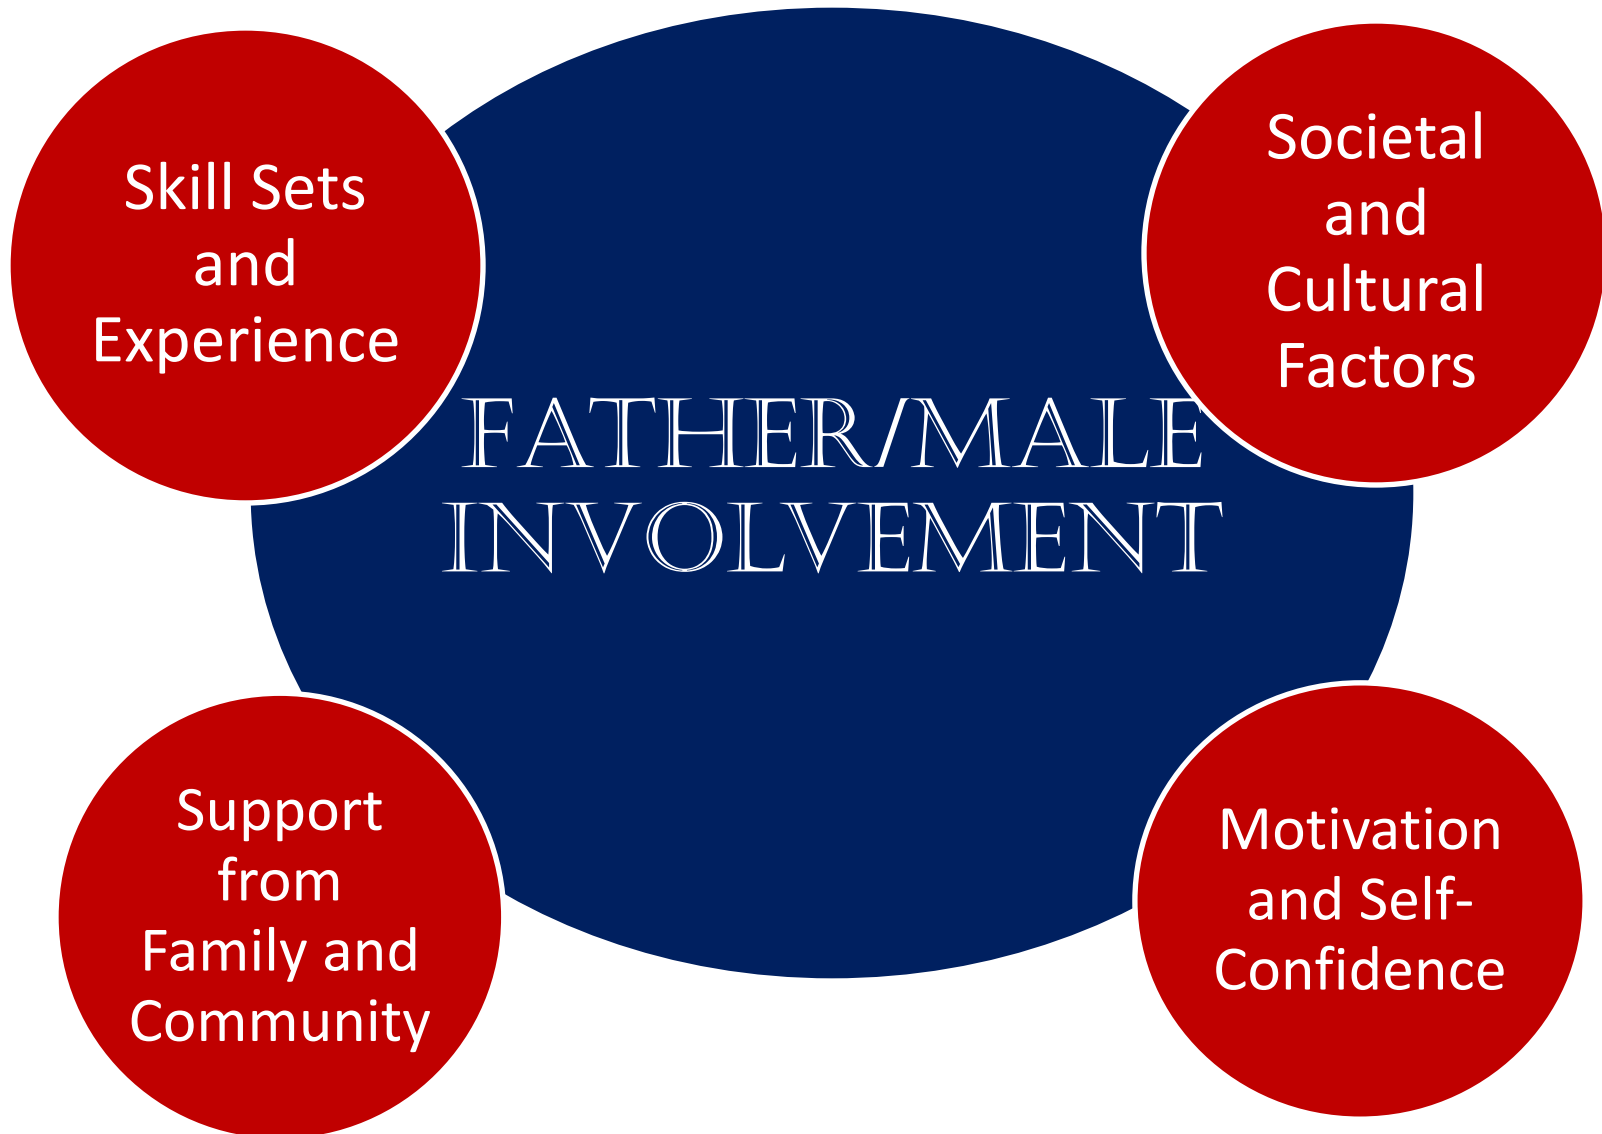 Skill Sets
and
Experience
Societal
and
Cultural
Factors
FATHER/MALE
INVOLVEMENT
Support
from
Family and
Community
Motivation
and Self-
Confidence